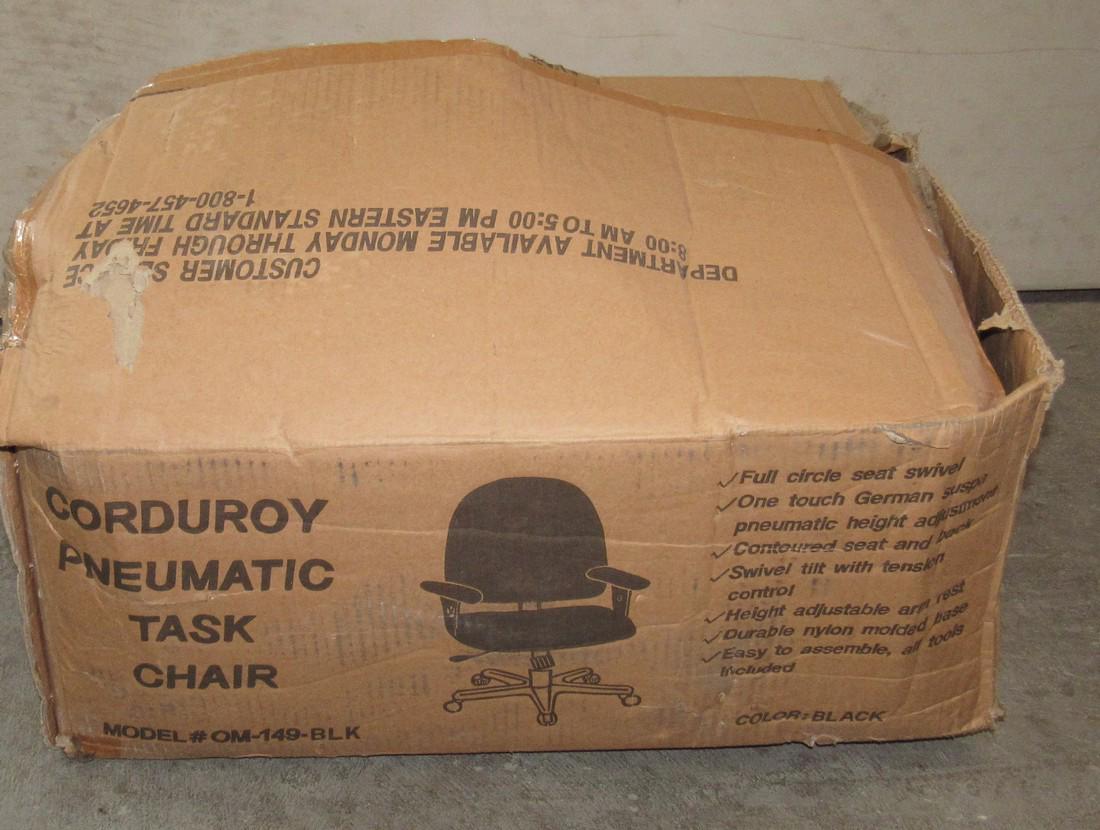 CUSTOMER
DEPARTMENT AVAILABLE MONDAY THROUGH
8:00 AM TO 5:00 PM EASTERN STANDARD TIME AT
1-800-457-4652
CORDUROY
PNEUMATIC
TASK
CHAIR
MODEL# OM-149-BLK
✓Full circle seat swivel
✓One touch German suspa
pneumatic height adjustment
✓Contoured seat and back
✓Swivel tilt with tension
control
✓Height adjustable arm rest
✓Durable nylon molded base
✓Easy to assemble, all tools
included
COLOR:BLACK